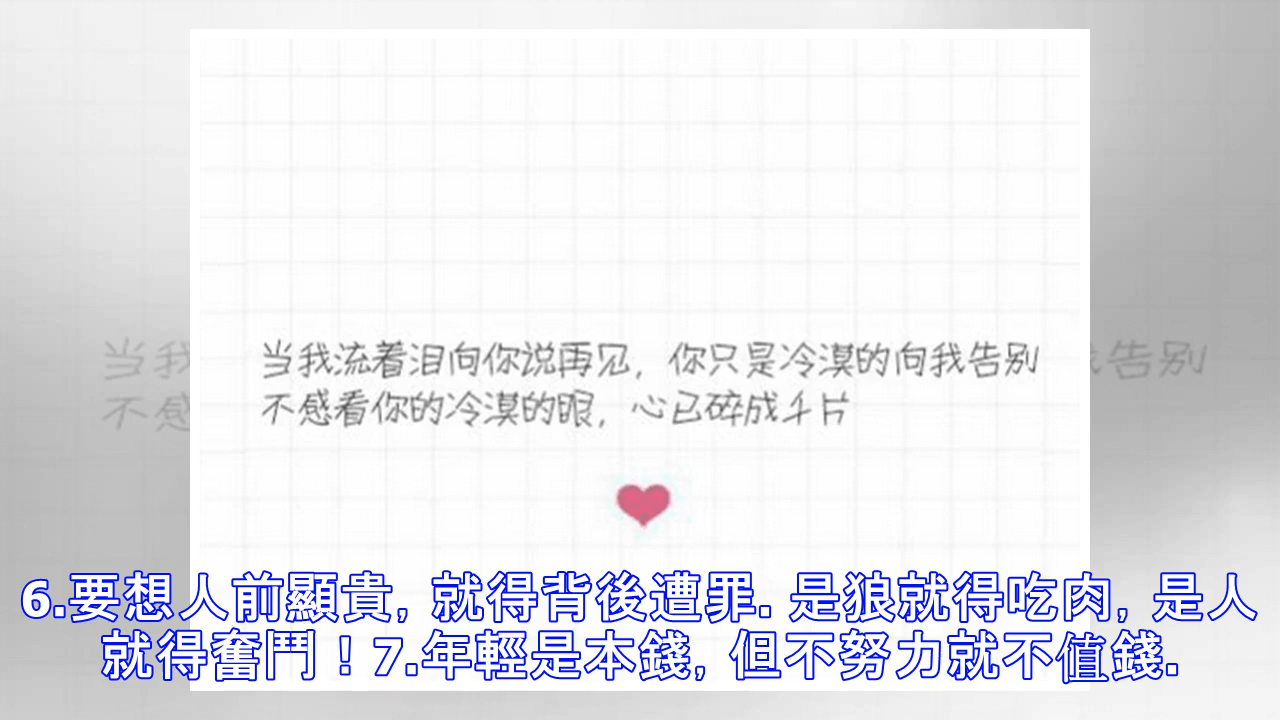 当我流着泪向你说再见，你只是冷漠的向我告别
不感看你的冷漠的眼，心已碎成千片
6.要想人前顯貴, 就得背後遭罪. 是狼就得吃肉, 是人
就得奮鬥！7.年輕是本錢, 但不努力就不值錢.